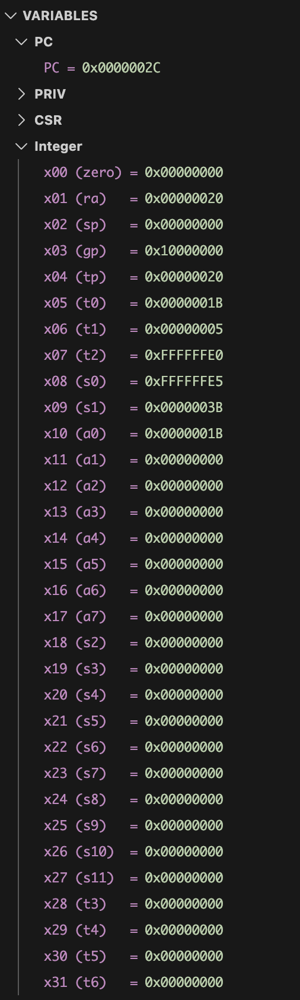 VARIABLES
PC
PC = 0x0000002C
PRIV
CSR
Integer
x00 (zero) = 0x00000000
x01 (ra) = 0x00000020
x02 (sp) = 0x00000000
x03 (gp) = 0x10000000
x04 (tp) = 0x00000020
x05 (t0) = 0x0000001B
x06 (t1) = 0x00000005
x07 (t2) = 0xFFFFFFE0
x08 (s0) = 0xFFFFFFE5
x09 (s1) = 0x0000003B
x10 (a0) = 0x0000001B
x11 (a1) = 0x00000000
x12 (a2) = 0x00000000
x13 (a3) = 0x00000000
x14 (a4) = 0x00000000
x15 (a5) = 0x00000000
x16 (a6) = 0x00000000
x17 (a7) = 0x00000000
x18 (s2) = 0x00000000
x19 (s3) = 0x00000000
x20 (s4) = 0x00000000
x21 (s5) = 0x00000000
x22 (s6) = 0x00000000
x23 (s7) = 0x00000000
x24 (s8) = 0x00000000
x25 (s9) = 0x00000000
x26 (s10) = 0x00000000
x27 (s11) = 0x00000000
x28 (t3) = 0x00000000
x29 (t4) = 0x00000000
x30 (t5) = 0x00000000
x31 (t6) = 0x00000000